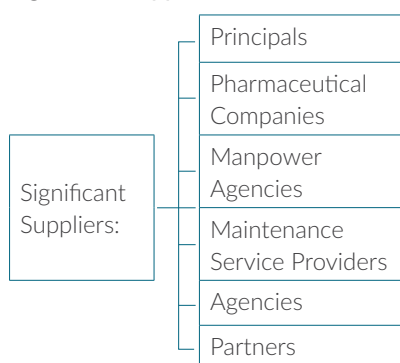 Principals
Pharmaceutical
Companies
Manpower
Agencies
Significant
Suppliers:
Maintenance
Service Providers
Agencies
Partners